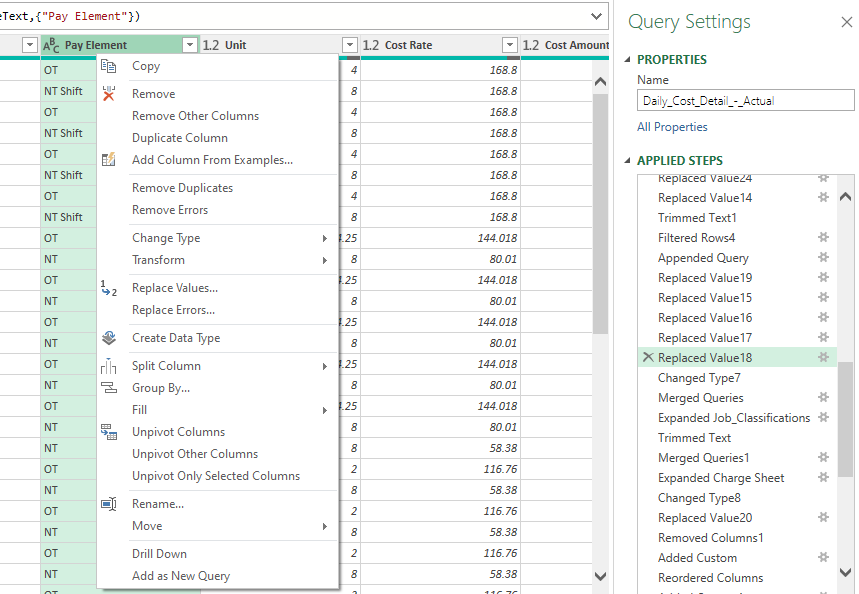 eText,{"Pay Element"})
Pay Element
1.2 Unit
1.2 Cost Rate
1.2 Cost Amount
OT 4 168.8
NT Shift 8 168.8
OT 4 168.8
NT Shift 8 168.8
OT 4 168.8
NT Shift 8 168.8
OT 4 168.8
NT Shift 8 168.8
OT 4.25 144.018
NT 8 80.01
OT 4.25 144.018
NT 8 80.01
OT 4.25 144.018
NT 8 80.01
OT 4.25 144.018
NT 8 80.01
OT 4.25 144.018
NT 8 80.01
NT 8 58.38
OT 2 116.76
NT 8 58.38
OT 2 116.76
NT 8 58.38
OT 2 116.76
NT 8 58.38
OT 2 116.76
Copy
Remove
Remove Other Columns
Duplicate Column
Add Column From Examples...
Remove Duplicates
Remove Errors
Change Type
Transform
Replace Values...
Replace Errors...
Create Data Type
Split Column
Group By...
Fill
Unpivot Columns
Unpivot Other Columns
Unpivot Only Selected Columns
Rename...
Move
Drill Down
Add as New Query
Query Settings
PROPERTIES
Name
Daily_Cost_Detail_-_Actual
All Properties
APPLIED STEPS
Replaced Value24
Replaced Value14
Trimmed Text1
Filtered Rows4
Appended Query
Replaced Value19
Replaced Value15
Replaced Value16
Replaced Value17
Replaced Value18
Changed Type7
Merged Queries
Expanded Job_Classifications
Trimmed Text
Merged Queries1
Expanded Charge Sheet
Changed Type8
Replaced Value20
Removed Columns1
Added Custom
Reordered Columns